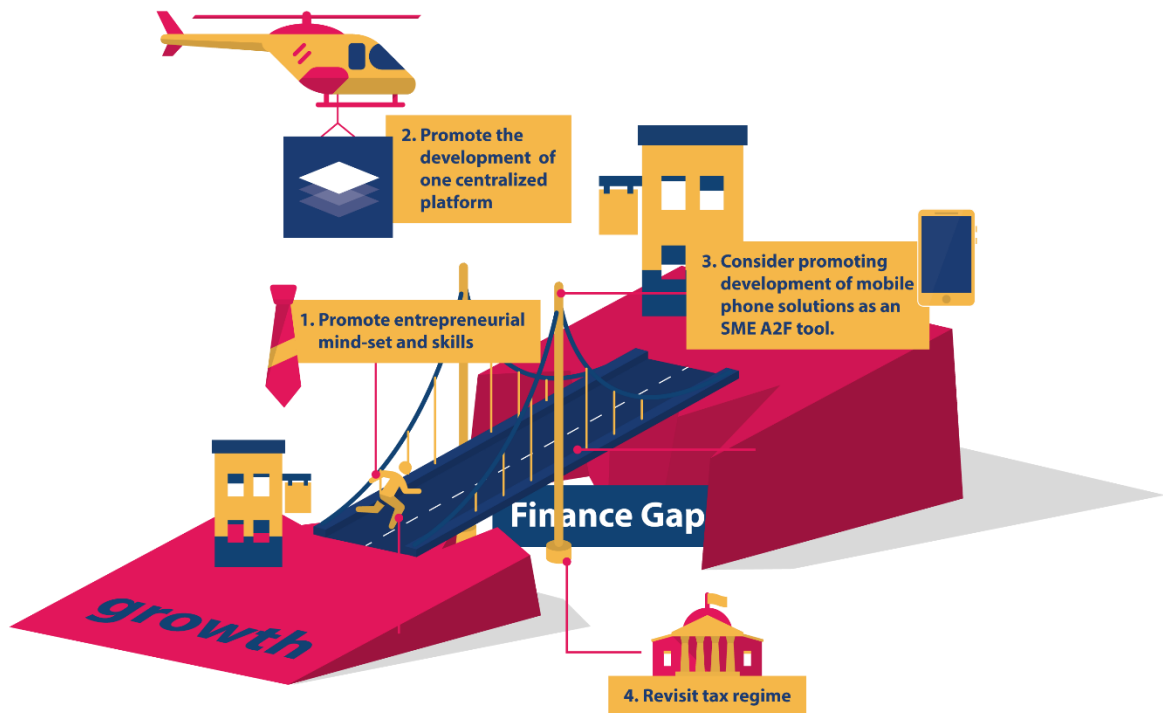 2. Promote the
development of
one centralized
platform
3. Consider promoting
development of mobile
phone solutions as an
SME A2F tool.
1. Promote entrepreneurial
mind-set and skills
Finance Gap
growth
4. Revisit tax regime